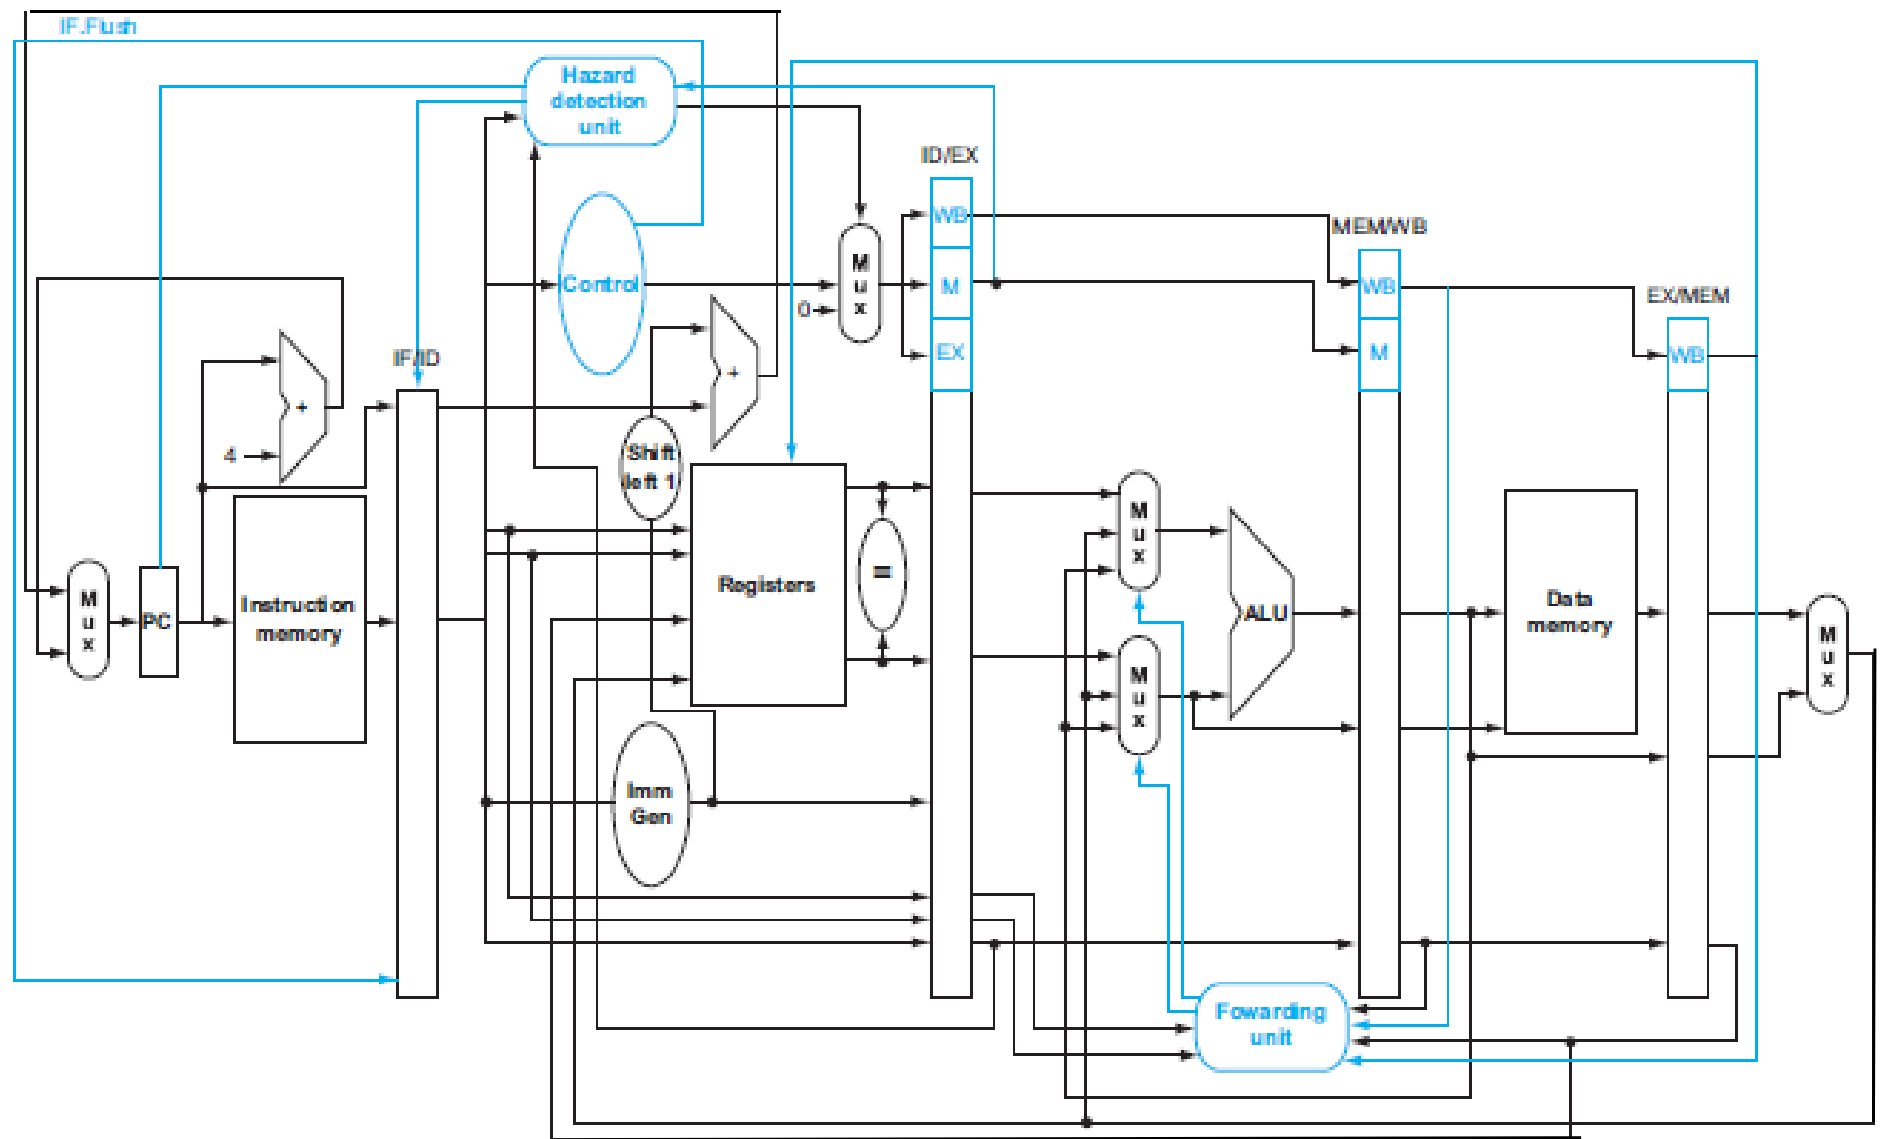 IF.Flush
Hazard
detection
unit
ID/EX
WB
M
EX
MEM/WB
WB
M
EX/MEM
WB
Control
M
u
x
0
+
4
IF/ID
+
Shift
left 1
M
u
x
PC
Instruction
memory
Registers
=
M
u
x
M
u
x
ALU
Data
memory
M
u
x
Imm
Gen
Fowarding
unit